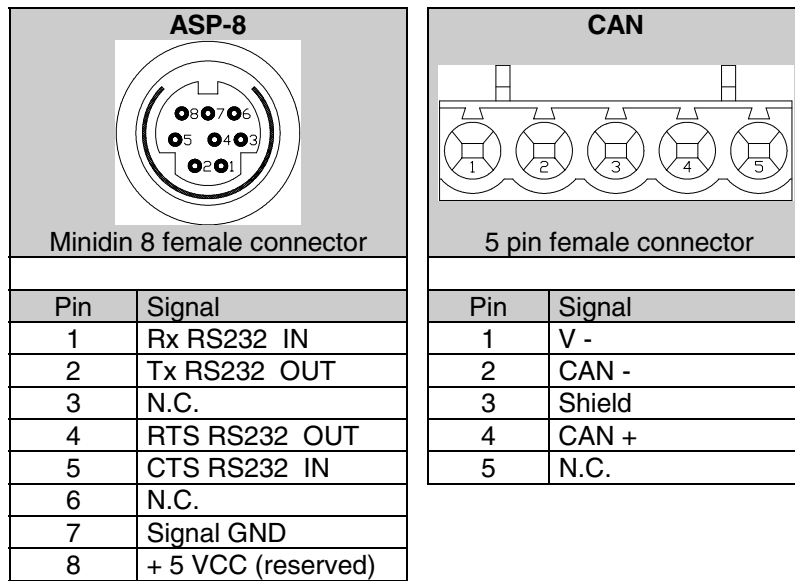 ASP-8
8 7 6
5 4 3
2 1
Minidin 8 female connector
Pin Signal
1 Rx RS232 IN
2 Tx RS232 OUT
3 N.C.
4 RTS RS232 OUT
5 CTS RS232 IN
6 N.C.
7 Signal GND
8 + 5 VCC (reserved)
CAN
1 2 3 4 5
5 pin female connector
Pin Signal
1 V -
2 CAN -
3 Shield
4 CAN +
5 N.C.